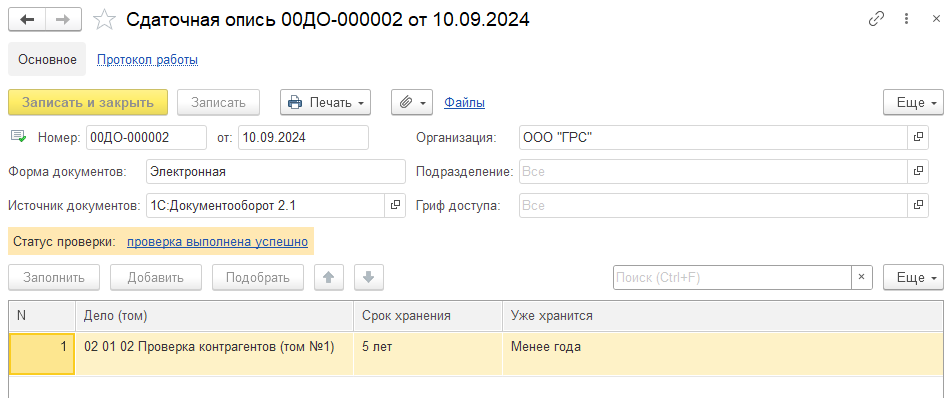 Сдаточная опись 00ДО-000002 от 10.09.2024
Основное Протокол работы
Записать и закрыть Записать Печать Файлы Еще
Номер: 00ДО-000002 от: 10.09.2024 Организация: ООО "ГРС"
Форма документов: Электронная Подразделение: Все
Источник документов: 1С:Документооборот 2.1 Гриф доступа: Все
Статус проверки: проверка выполнена успешно
Заполнить Добавить Подобрать Поиск (Ctrl+F) × Еще
N Дело (том) Срок хранения Уже хранится
1 02 01 02 Проверка контрагентов (том №1) 5 лет Менее года